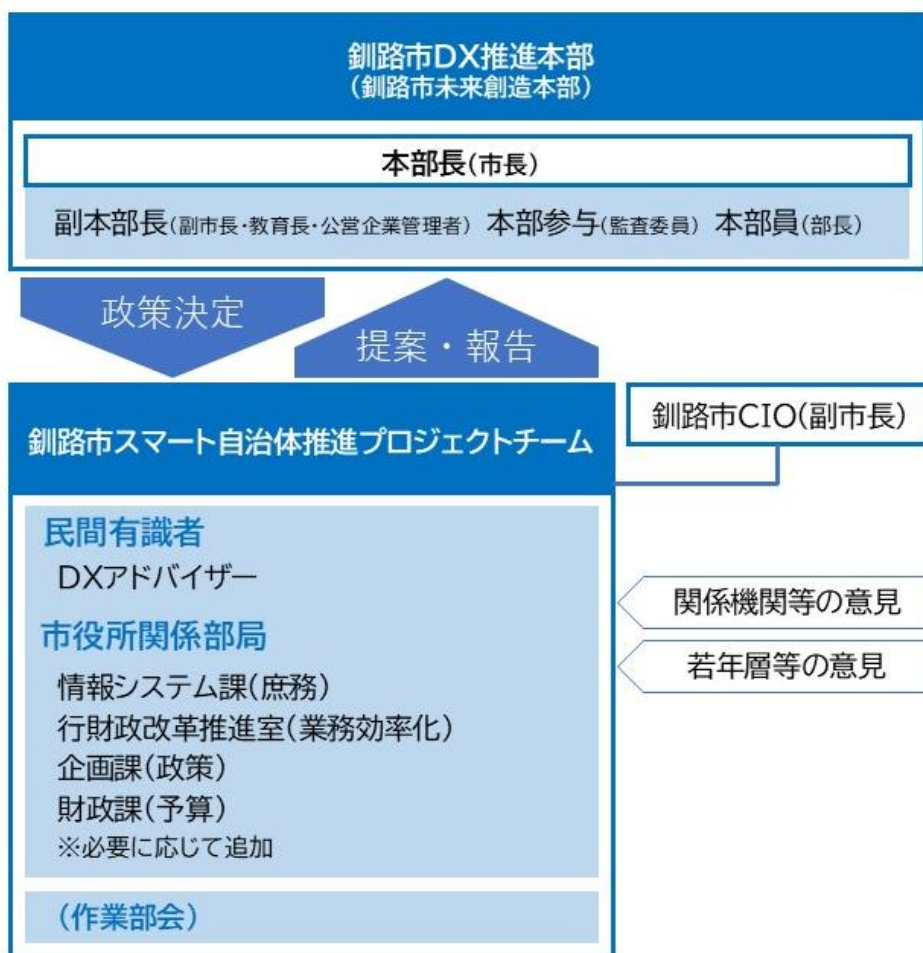 釧路市DX推進本部
(釧路市未来創造本部)
本部長(市長)
副本部長(副市長・教育長・公営企業管理者) 本部参与(監査委員) 本部員(部長)
政策決定
提案・報告
釧路市スマート自治体推進プロジェクトチーム
釧路市CIO(副市長)
民間有識者
DXアドバイザー
市役所関係部局
情報システム課(庶務)
行財政改革推進室(業務効率化)
企画課(政策)
財政課(予算)
※必要に応じて追加
(作業部会)
関係機関等の意見
若年層等の意見